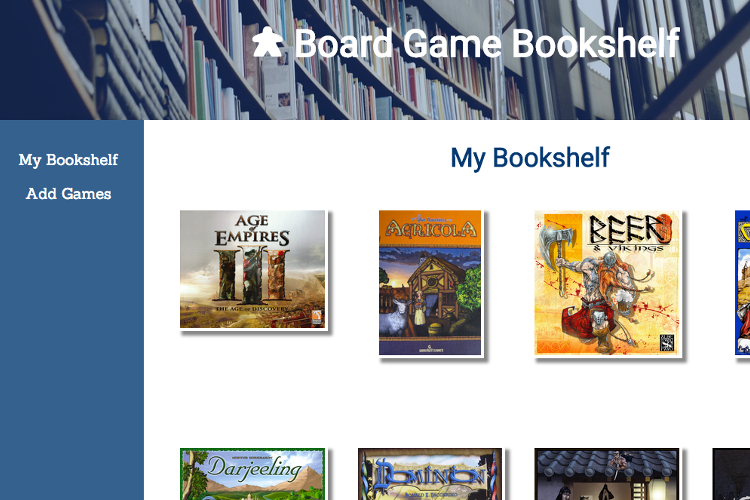 Board Game Bookshelf
My Bookshelf
Add Games
My Bookshelf
AGE
of
EMPIRES
III
THE AGE OF DISCOVERY
AGRICOLA
BEER
& VIKINGS
Darjeeling
DOMINION